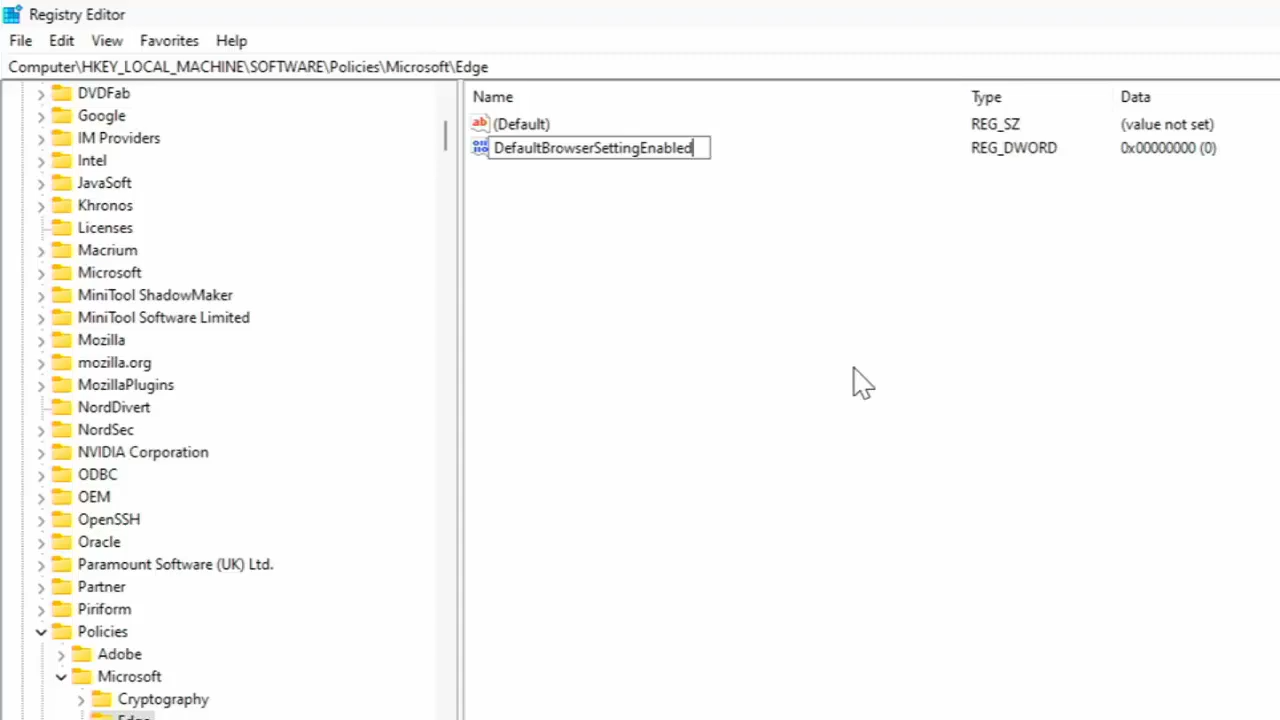 Registry Editor
File Edit View Favorites Help
Computer\HKEY_LOCAL_MACHINE\SOFTWARE\Policies\Microsoft\Edge
DVDFab
Google
IM Providers
Intel
JavaSoft
Khronos
Licenses
Macrium
Microsoft
MiniTool ShadowMaker
MiniTool Software Limited
Mozilla
mozilla.org
MozillaPlugins
NordDivert
NordSec
NVIDIA Corporation
ODBC
OEM
OpenSSH
Oracle
Paramount Software (UK) Ltd.
Partner
Piriform
Policies
Adobe
Microsoft
Cryptography
Edge
Name Type Data
(Default) REG_SZ (value not set)
DefaultBrowserSettingEnabled REG_DWORD 0x00000000 (0)